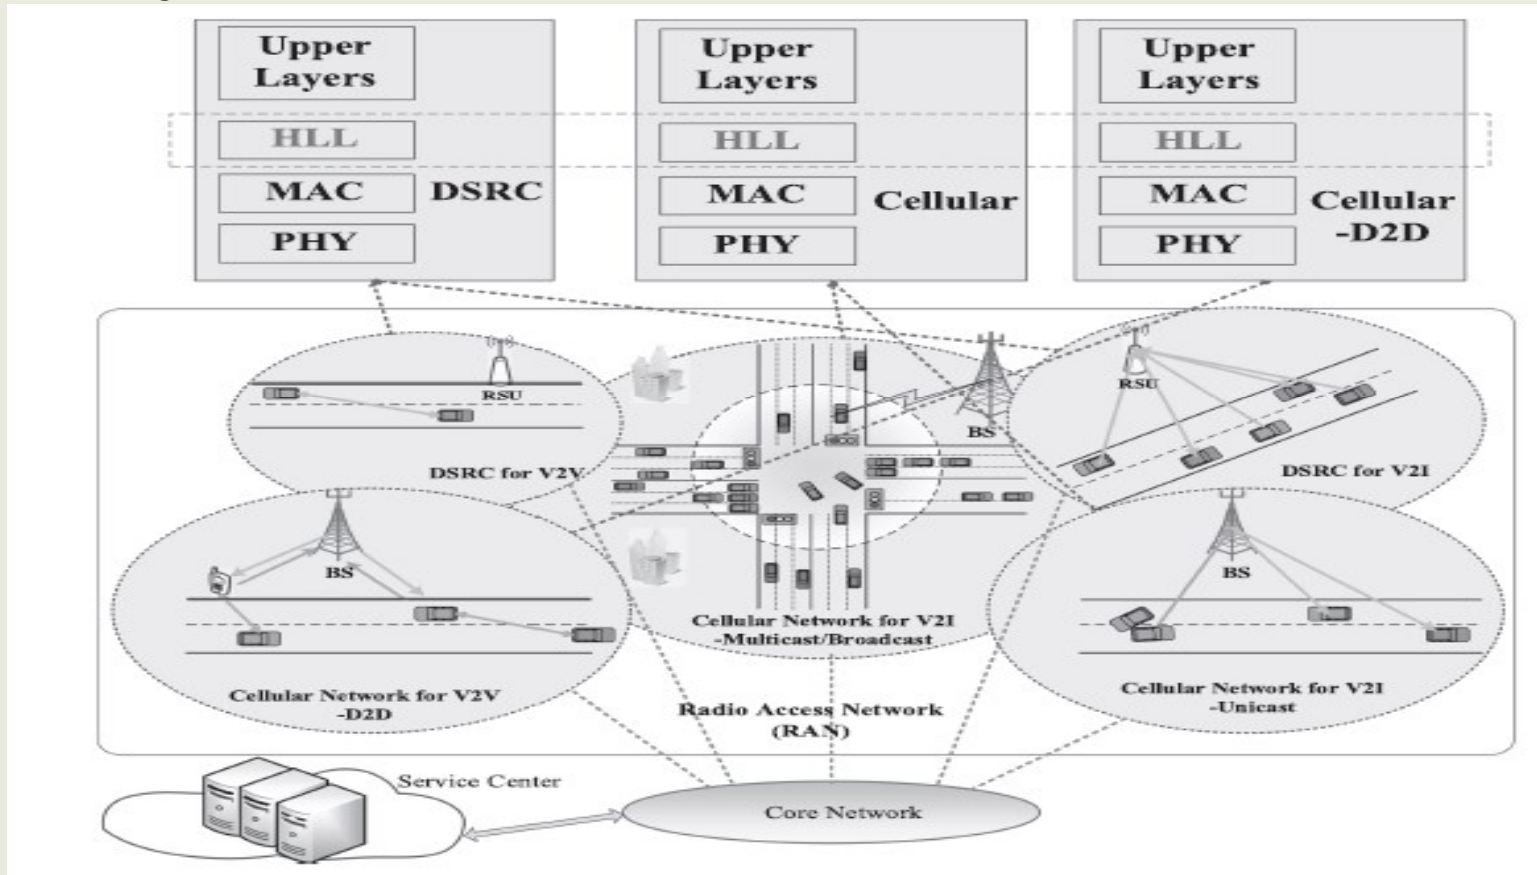 Upper
Layers
HLL
MAC
DSRC
PHY
Upper
Layers
HLL
MAC
Cellular
PHY
Upper
Layers
HLL
MAC
Cellular
-D2D
PHY
RSU
DSRC for V2V
BS
RSU
DSRC for V2I
BS
Cellular Network for V2V
-D2D
Cellular Network for V2I
-Multicast/Broadcast
BS
Cellular Network for V2I
-Unicast
Radio Access Network
(RAN)
Service Center
Core Network